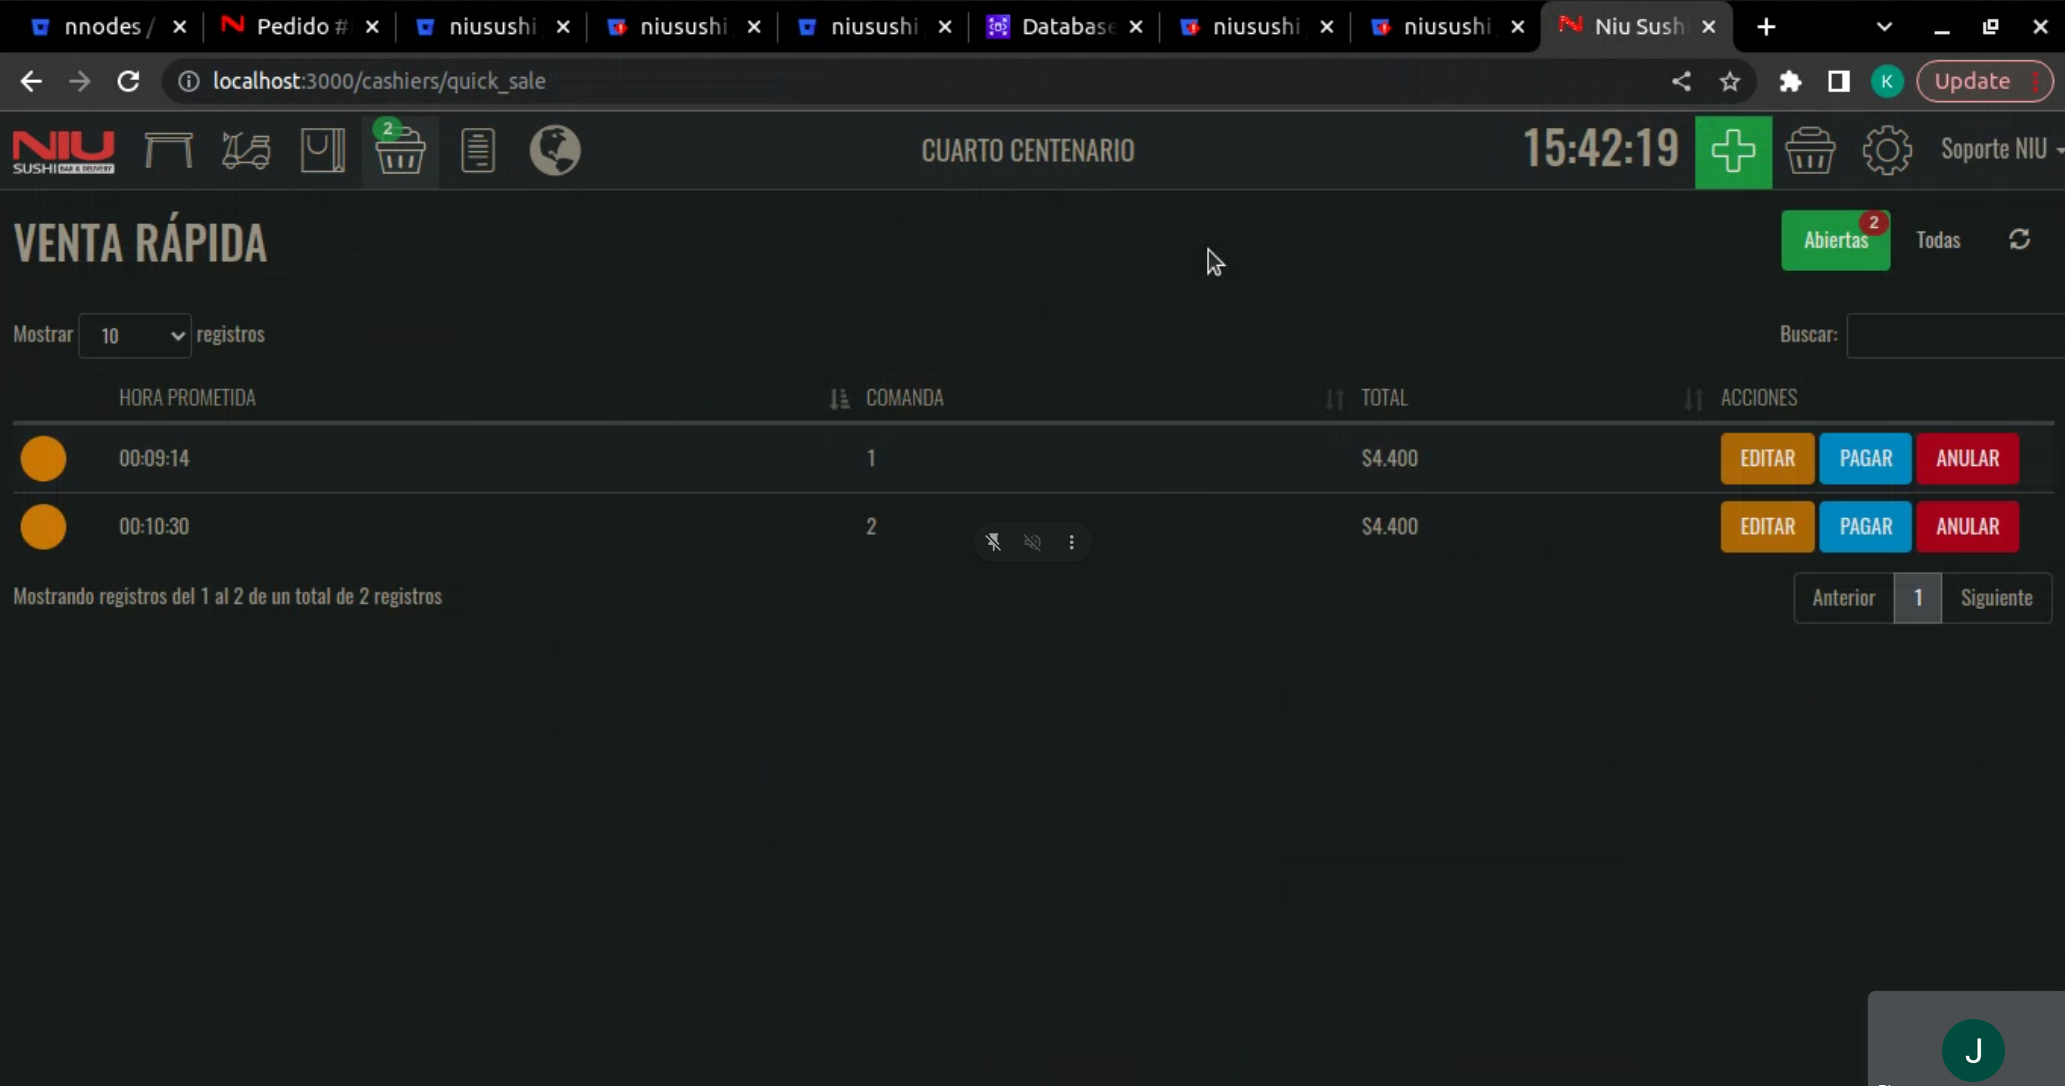 nnodes /
Pedido #
niusushi
niusushi
niusushi
Database
niusushi
niusushi
Niu Sush
localhost:3000/cashiers/quick_sale
K
Update
NIU
SUSHI BAR & DELIVERY
2
CUARTO CENTENARIO
15:42:19
Soporte NIU
VENTA RÁPIDA
Abiertas
2
Todas
Mostrar 10 registros
Buscar:
HORA PROMETIDA COMANDA TOTAL ACCIONES
00:09:14 1 $4.400 EDITAR PAGAR ANULAR
00:10:30 2 $4.400 EDITAR PAGAR ANULAR
Mostrando registros del 1 al 2 de un total de 2 registros
Anterior 1 Siguiente
J